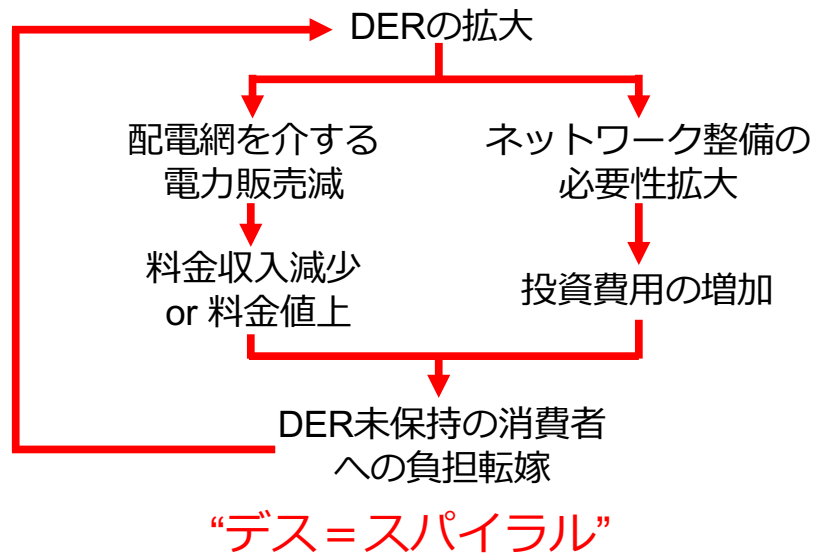 DERの拡大
配電網を介する
電力販売減
ネットワーク整備の
必要性拡大
料金収入減少
or 料金値上
投資費用の増加
DER未保持の消費者
への負担転嫁
“デス＝スパイラル”